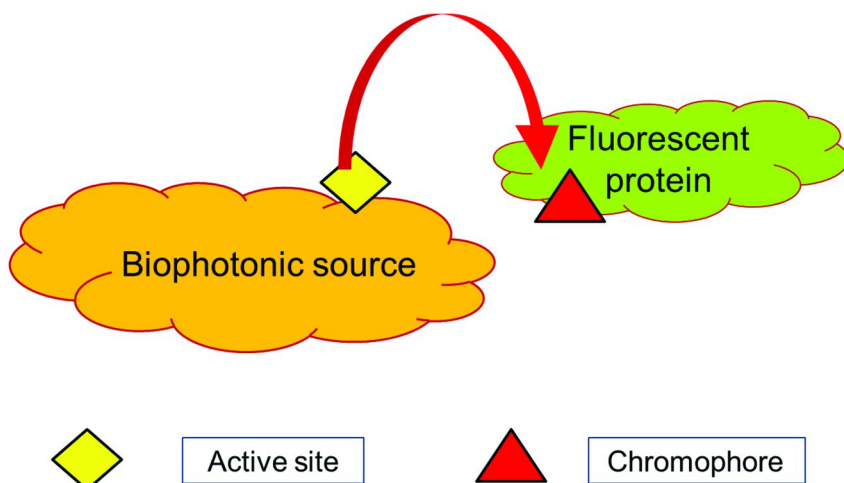 Fluorescent
protein
Biophotonic source
Active site
Chromophore